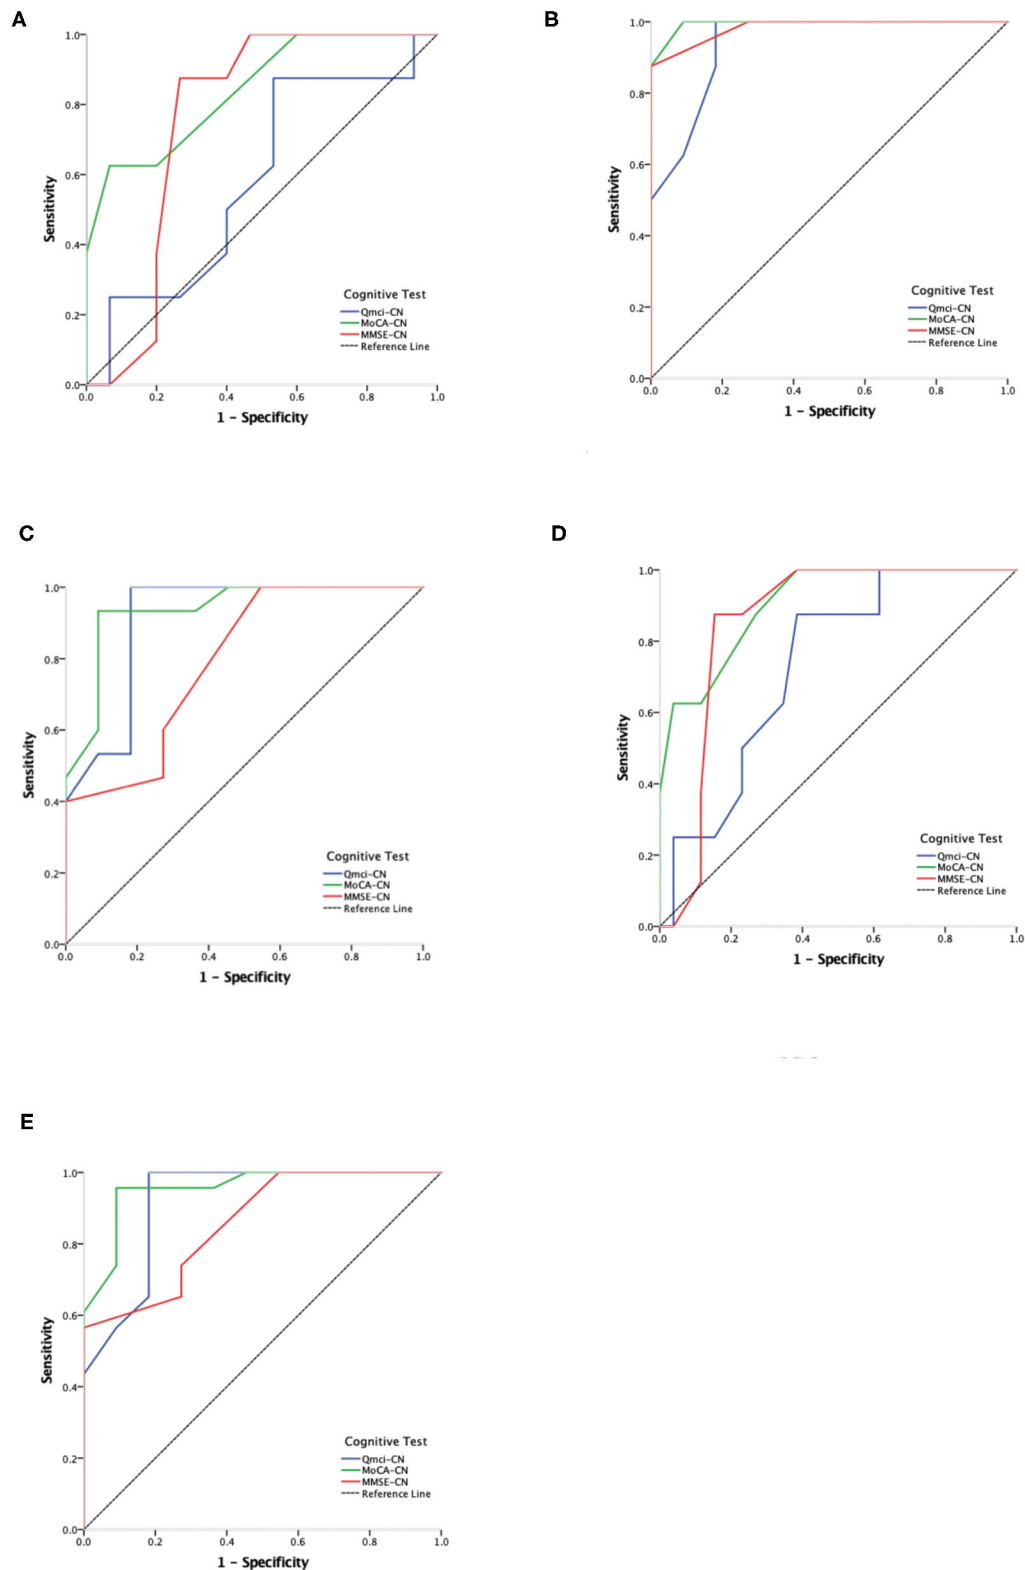 A
1.0
0.8
0.6
0.4
0.2
0.0
Sensitivity
0.0 0.2 0.4 0.6 0.8 1.0
1 - Specificity
Cognitive Test
Qmci-CN
MoCA-CN
MMSE-CN
Reference Line
B
1.0
0.8
0.6
0.4
0.2
0.0
Sensitivity
0.0 0.2 0.4 0.6 0.8 1.0
1 - Specificity
Cognitive Test
Qmci-CN
MoCA-CN
MMSE-CN
Reference Line
C
1.0
0.8
0.6
0.4
0.2
0.0
Sensitivity
0.0 0.2 0.4 0.6 0.8 1.0
1 - Specificity
Cognitive Test
Qmci-CN
MoCA-CN
MMSE-CN
Reference Line
D
1.0
0.8
0.6
0.4
0.2
0.0
Sensitivity
0.0 0.2 0.4 0.6 0.8 1.0
1 - Specificity
Cognitive Test
Qmci-CN
MoCA-CN
MMSE-CN
Reference Line
E
1.0
0.8
0.6
0.4
0.2
0.0
Sensitivity
0.0 0.2 0.4 0.6 0.8 1.0
1 - Specificity
Cognitive Test
Qmci-CN
MoCA-CN
MMSE-CN
Reference Line